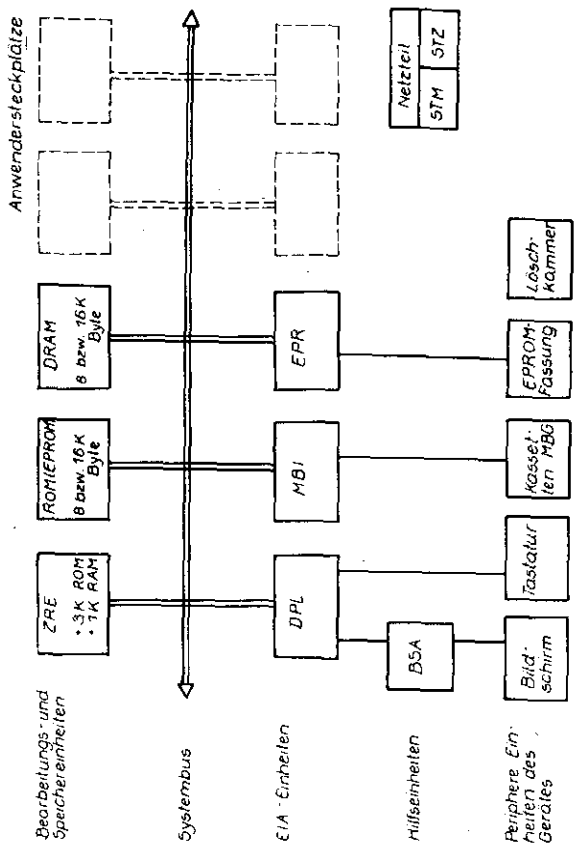 Anwendersteckplätze
Bearbeitungs- und
Speichereinheiten
ZRE
• 3K ROM
• 1K RAM
ROM/EPROM
8 bzw. 16K
Byte
DRAM
8 bzw. 16K
Byte
Systembus
E/A-Einheiten
DPL
MBI
EPR
Hilfseinheiten
BSA
Netzteil
STM
STZ
Periphere Ein-
heiten des
Gerätes
Bild-
schirm
Tastatur
Kasset-
ten MBG
EPROM-
Fassung
Lösch-
kammer